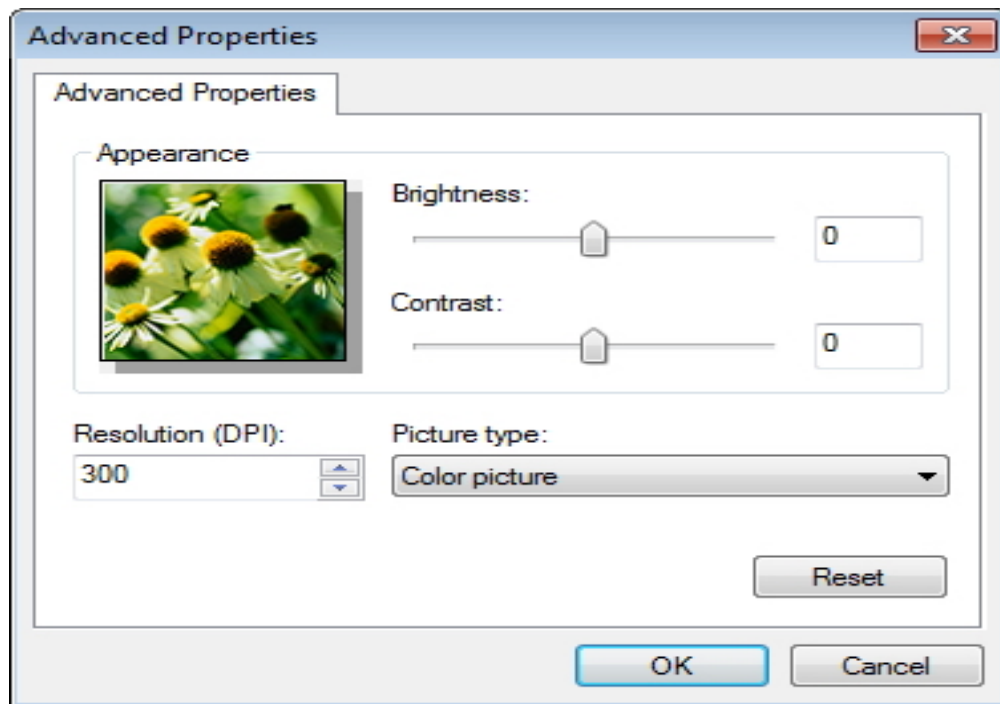 Advanced Properties
Advanced Properties
Appearance
Brightness:
0
Contrast:
0
Resolution (DPI):
300
Picture type:
Color picture
Reset
OK
Cancel